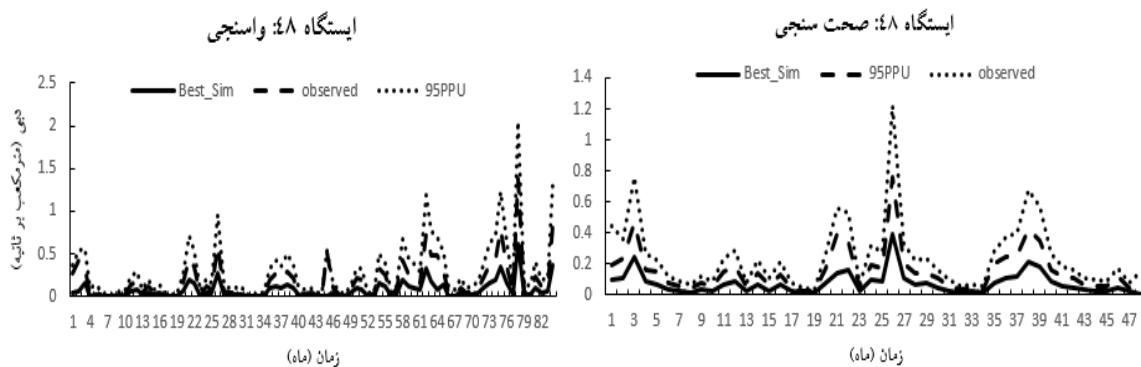 ایستگاه ٤٨: واسنجی
Best_Sim observed 95PPU
2.5
2
1.5
1
0.5
0
دبی (مترمکعب بر ثانیه)
1 4 7 10 13 16 19 22 25 28 31 34 37 40 43 46 49 52 55 58 61 64 67 70 73 76 79 82
زمان (ماه)
ایستگاه ٤٨: صحت سنجی
Best_Sim 95PPU observed
1.4
1.2
1
0.8
0.6
0.4
0.2
0
1 3 5 7 9 11 13 15 17 19 21 23 25 27 29 31 33 35 37 39 41 43 45 47
زمان (ماه)